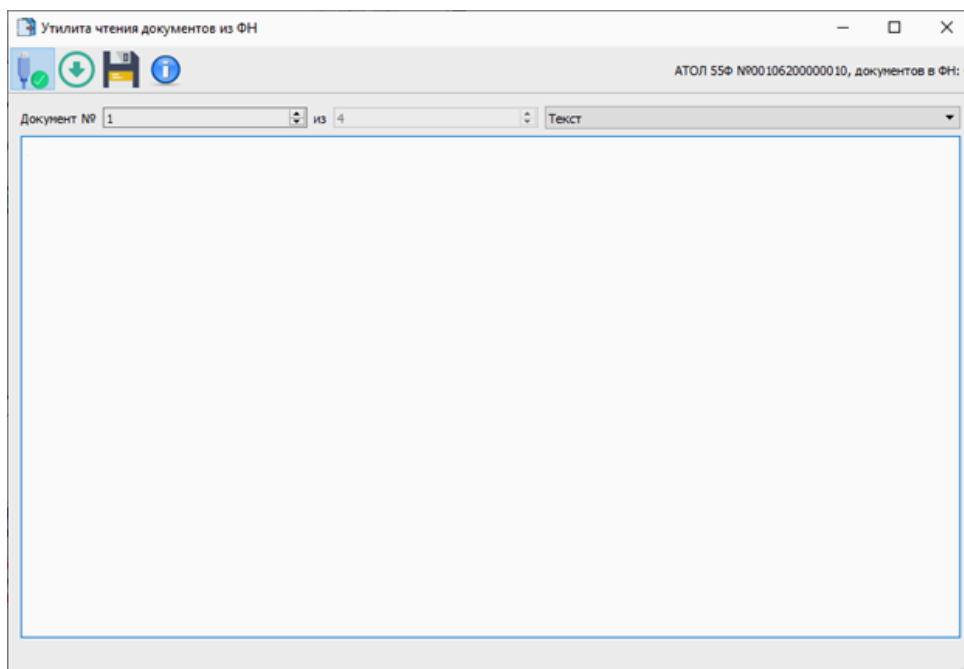 Утилита чтения документов из ФН
АТОЛ 55Ф №00106200000010, документов в ФН:
Документ № 1 из 4 Текст